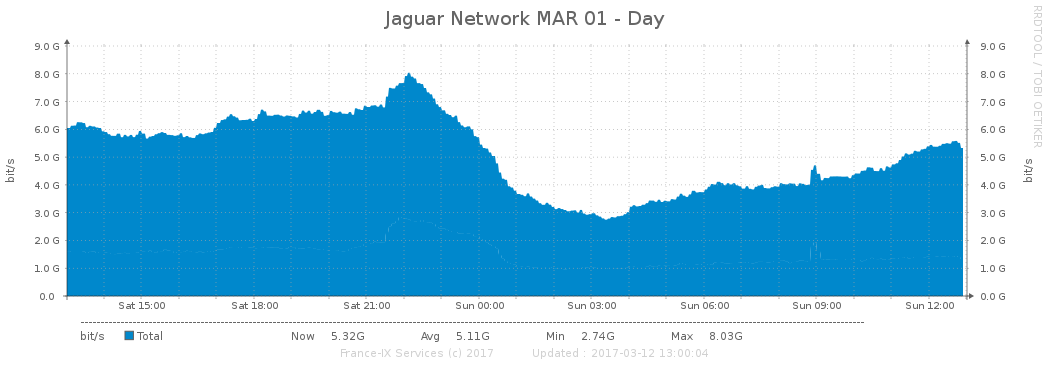 Jaguar Network MAR 01 - Day
RRDTOOL / TOBI OETIKER
bit/s
9.0 G 9.0 G
8.0 G 8.0 G
7.0 G 7.0 G
6.0 G 6.0 G
5.0 G 5.0 G
4.0 G 4.0 G
3.0 G 3.0 G
2.0 G 2.0 G
1.0 G 1.0 G
0.0 0.0 G
bit/s
Sat 15:00 Sat 18:00 Sat 21:00 Sun 00:00 Sun 03:00 Sun 06:00 Sun 09:00 Sun 12:00
bit/s Total Now 5.32G Avg 5.11G Min 2.74G Max 8.03G
France-IX Services (c) 2017 Updated : 2017-03-12 13:00:04